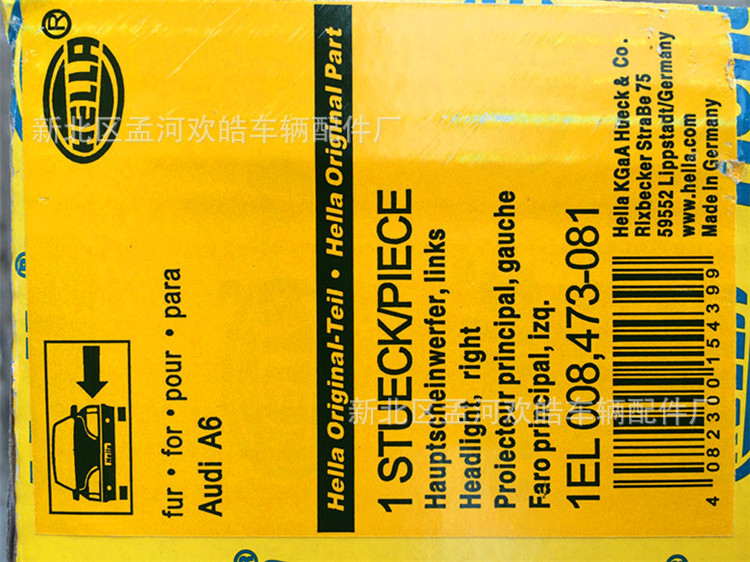 HELLA ®
fur • for • pour • para
Audi A6
Hella Original-Teil • Hella Original Part
1 STUECK/PIECE
Hauptscheinwerfer, links
Headlight, right
Proiecteur principal, gauche
Faro principal, izq.
1EL 008,473-081
Hella KGaA Hueck & Co.
Rixbecker Straße 75
59552 Lippstadt/Germany
www.hella.com
Made In Germany
4 082300 154399
新北区孟河欢皓车辆配件厂
新北区孟河欢皓车辆配件厂